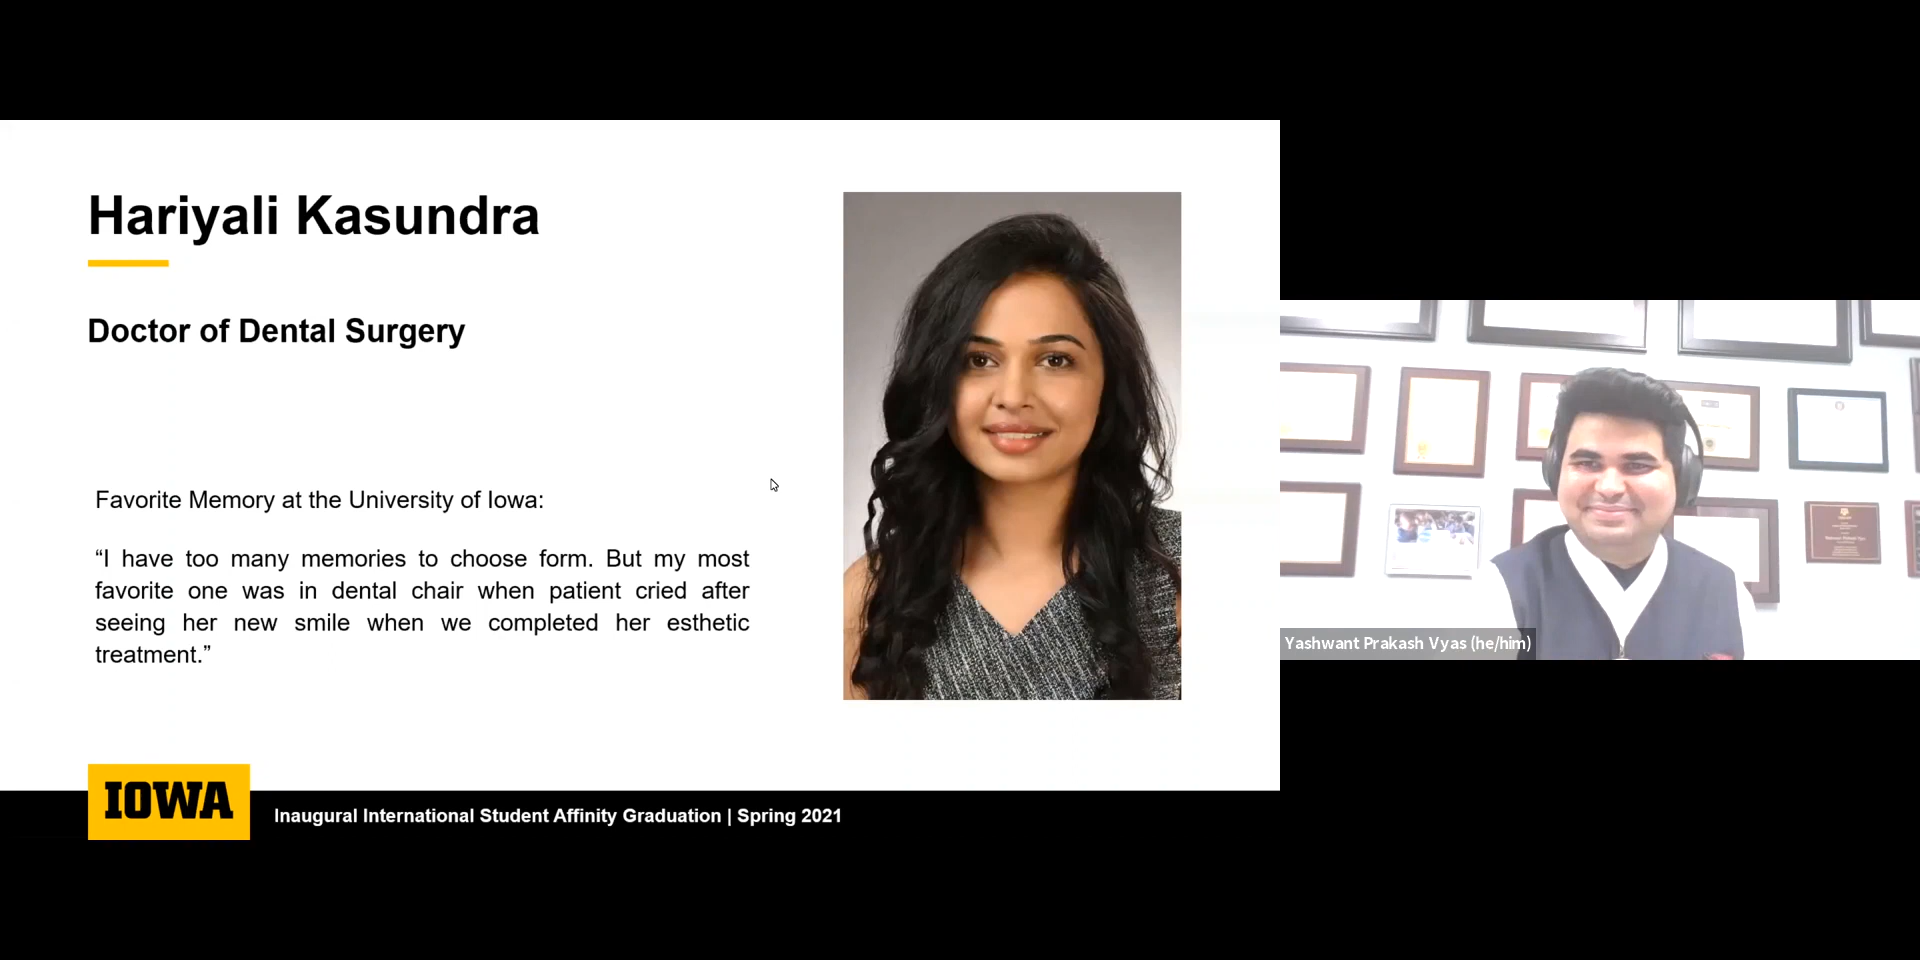 Hariyali Kasundra
Doctor of Dental Surgery
Favorite Memory at the University of Iowa:
“I have too many memories to choose form. But my most
favorite one was in dental chair when patient cried after
seeing her new smile when we completed her esthetic
treatment.”
IOWA
Inaugural International Student Affinity Graduation | Spring 2021
Yashwant Prakash Vyas (he/him)